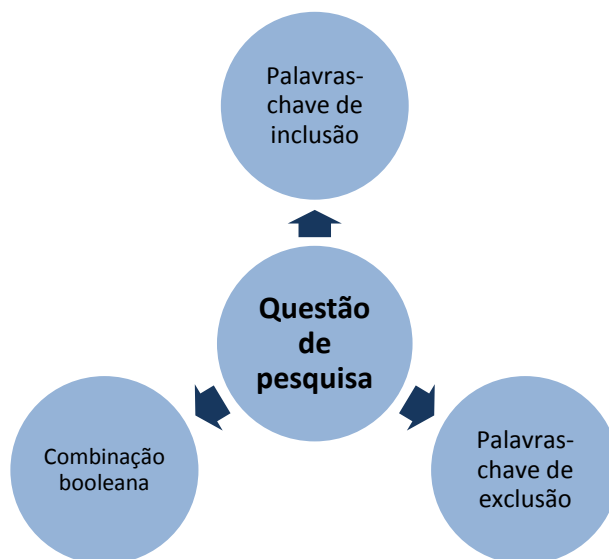 Palavras-
chave de
inclusão
Questão
de
pesquisa
Combinação
booleana
Palavras-
chave de
exclusão